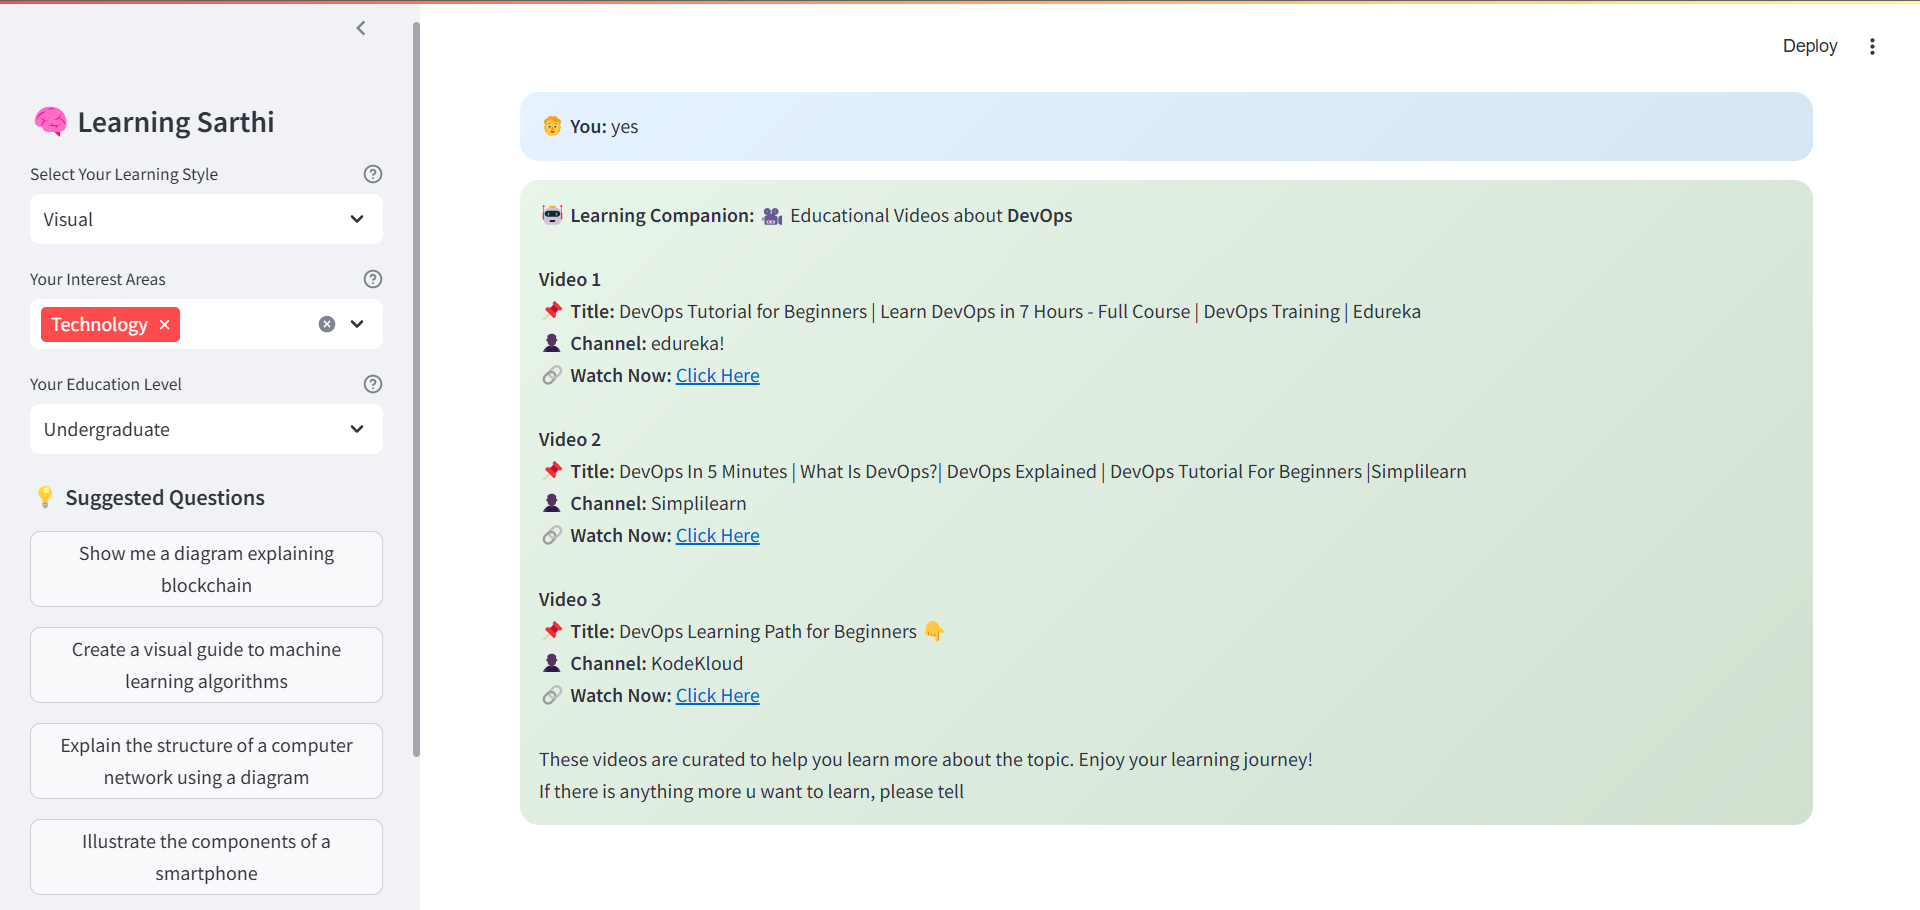 Deploy
Learning Sarthi
Select Your Learning Style
Visual
Your Interest Areas
Technology
Your Education Level
Undergraduate
Suggested Questions
Show me a diagram explaining
blockchain
Create a visual guide to machine
learning algorithms
Explain the structure of a computer
network using a diagram
Illustrate the components of a
smartphone
You: yes
Learning Companion: Educational Videos about DevOps
Video 1
Title: DevOps Tutorial for Beginners | Learn DevOps in 7 Hours - Full Course | DevOps Training | Edureka
Channel: edureka!
Watch Now: Click Here
Video 2
Title: DevOps In 5 Minutes | What Is DevOps?| DevOps Explained | DevOps Tutorial For Beginners |Simplilearn
Channel: Simplilearn
Watch Now: Click Here
Video 3
Title: DevOps Learning Path for Beginners 👇
Channel: KodeKloud
Watch Now: Click Here
These videos are curated to help you learn more about the topic. Enjoy your learning journey!
If there is anything more u want to learn, please tell